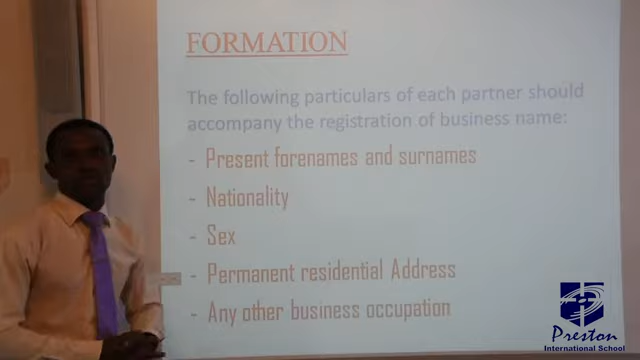 FORMATION
The following particulars of each partner should
accompany the registration of business name:
- Present forenames and surnames
- Nationality
- Sex
- Permanent residential Address
- Any other business occupation
Preston
International School